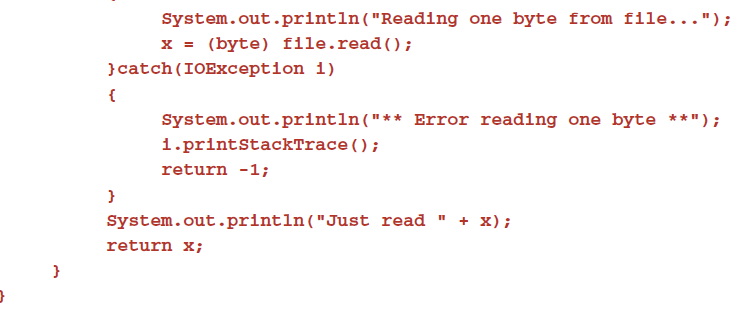 System.out.println("Reading one byte from file...");
x = (byte) file.read();
}catch(IOException i)
{
System.out.println("** Error reading one byte **");
i.printStackTrace();
return -1;
}
System.out.println("Just read " + x);
return x;
}
}